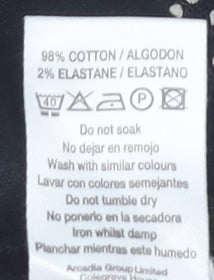 98% COTTON / ALGODON
2% ELASTANE / ELASTANO
40 P
Do not soak
No dejar en remojo
Wash with similar colours
Lavar con colores semejantes
Do not tumble dry
No ponerlo en la secadora
Iron whilst damp
Planchar mientras este humedo
Arcadia Group Limited
Colegrave House